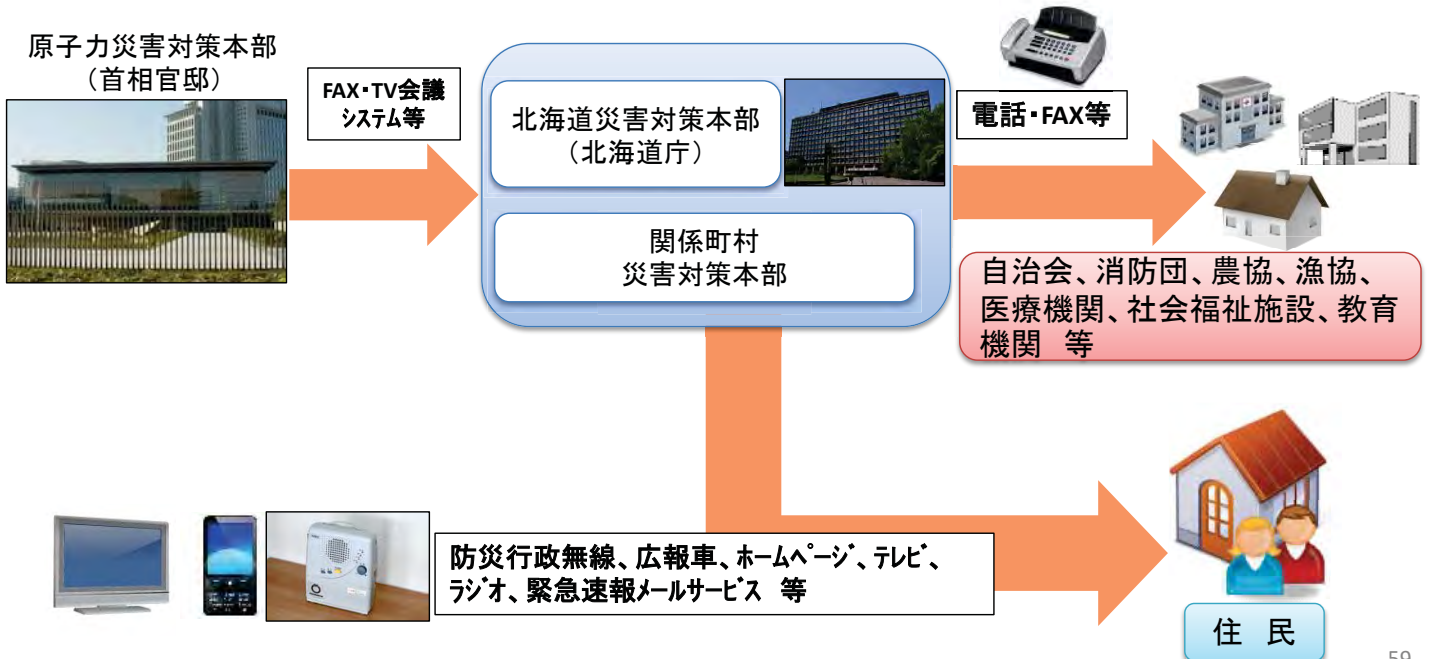 原子力災害対策本部
（首相官邸）
FAX・TV会議
システム等
北海道災害対策本部
（北海道庁）
関係町村
災害対策本部
電話・FAX等
自治会、消防団、農協、漁協、
医療機関、社会福祉施設、教育
機関　等
防災行政無線、広報車、ホームページ、テレビ、
ラジオ、緊急速報メールサービス　等
住　民
59